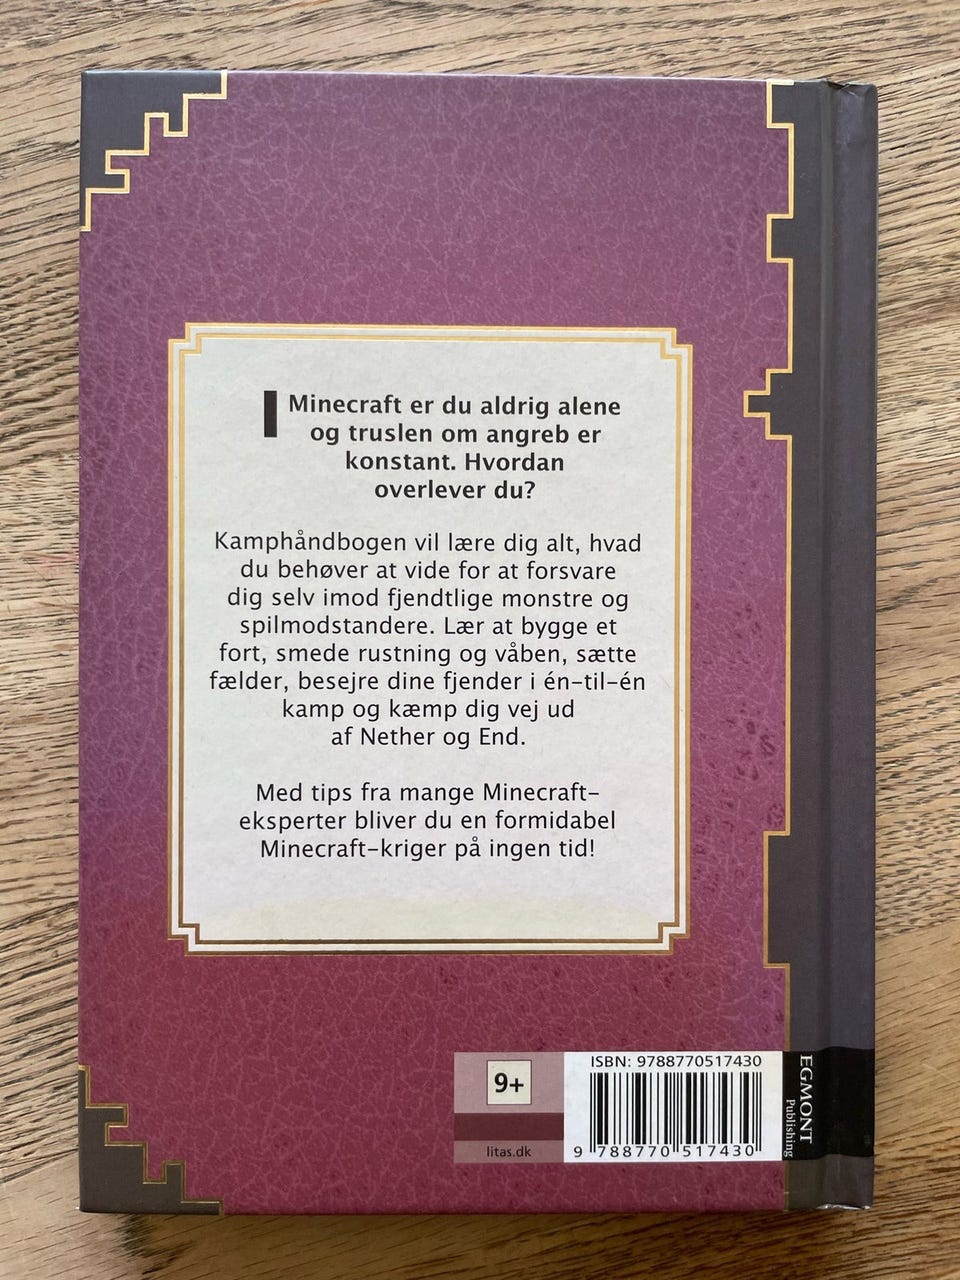 I Minecraft er du aldrig alene
og truslen om angreb er
konstant. Hvordan
overlever du?
Kamphåndbogen vil lære dig alt, hvad
du behøver at vide for at forsvare
dig selv imod fjendtlige monstre og
spilmodstandere. Lær at bygge et
fort, smede rustning og våben, sætte
fælder, besejre dine fjender i én-til-én
kamp og kæmp dig vej ud
af Nether og End.
Med tips fra mange Minecraft-
eksperter bliver du en formidabel
Minecraft-kriger på ingen tid!
9+
litas.dk
ISBN: 9788770517430
9 788770 517430
EGMONT
Publishing